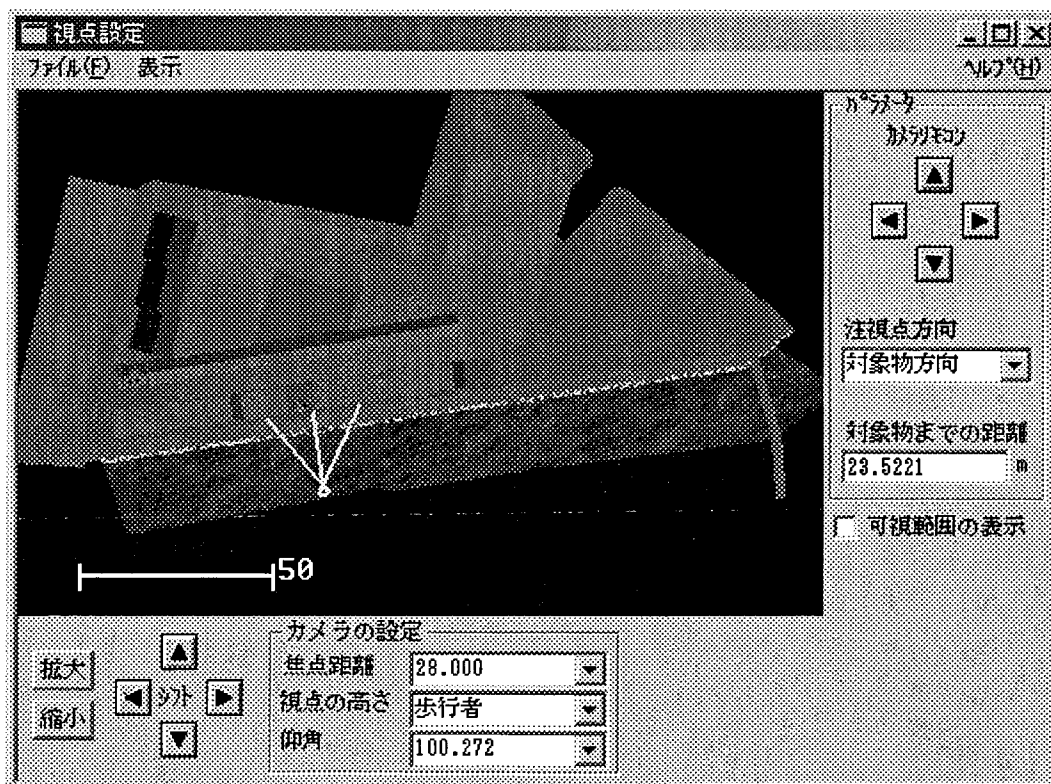 視点設定
ファイル(F) 表示 ヘルプ(H)
パラメータ
カメラリモコン
注視点方向
対象物方向
対象物までの距離
23.5221 m
可視範囲の表示
50
カメラの設定
拡大
焦点距離 28.000
シフト
視点の高さ 歩行者
縮小
仰角 100.272